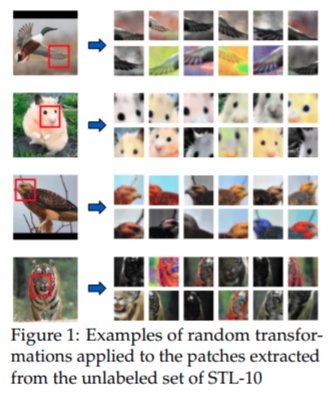 Figure 1: Examples of random transfor-
mations applied to the patches extracted
from the unlabeled set of STL-10